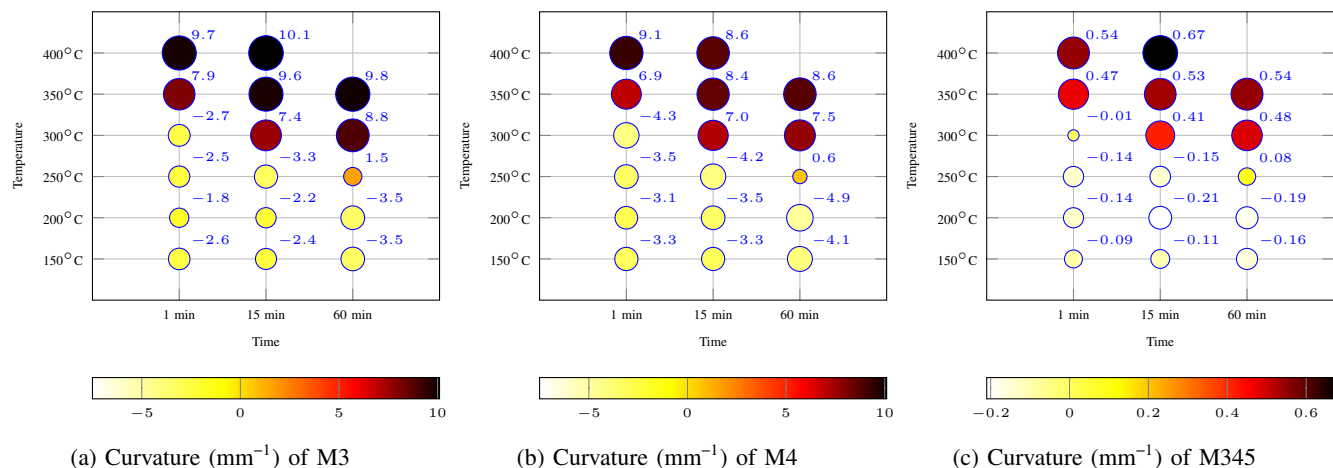 9.7 10.1
400°C
7.9 9.6 9.8
350°C
−2.7 7.4 8.8
300°C
−2.5 −3.3 1.5
250°C
−1.8 −2.2 −3.5
200°C
−2.6 −2.4 −3.5
150°C
Temperature
1 min 15 min 60 min
Time
−5 0 5 10
(a) Curvature (mm⁻¹) of M3
9.1 8.6
400°C
6.9 8.4 8.6
350°C
−4.3 7.0 7.5
300°C
−3.5 −4.2 0.6
250°C
−3.1 −3.5 −4.9
200°C
−3.3 −3.3 −4.1
150°C
Temperature
1 min 15 min 60 min
Time
−5 0 5 10
(b) Curvature (mm⁻¹) of M4
0.54 0.67
400°C
0.47 0.53 0.54
350°C
−0.01 0.41 0.48
300°C
−0.14 −0.15 0.08
250°C
−0.14 −0.21 −0.19
200°C
−0.09 −0.11 −0.16
150°C
Temperature
1 min 15 min 60 min
Time
−0.2 0 0.2 0.4 0.6
(c) Curvature (mm⁻¹) of M345